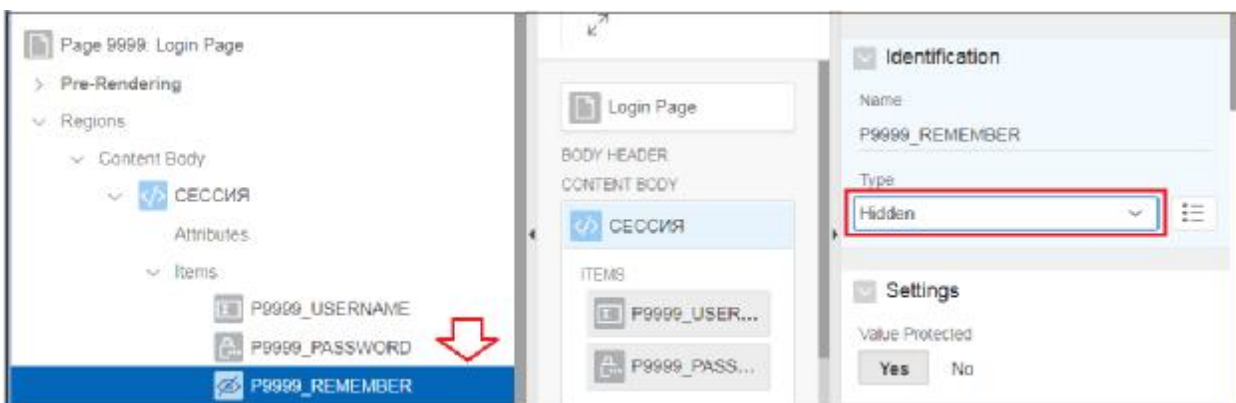 Page 9999: Login Page
Pre-Rendering
Regions
Content Body
СЕССИЯ
Attributes
Items
P9999_USERNAME
P9999_PASSWORD
P9999_REMEMBER
Login Page
BODY HEADER
CONTENT BODY
СЕССИЯ
ITEMS
P9999_USER...
P9999_PASS...
Identification
Name
P9999_REMEMBER
Type
Hidden
Settings
Value Protected
Yes No